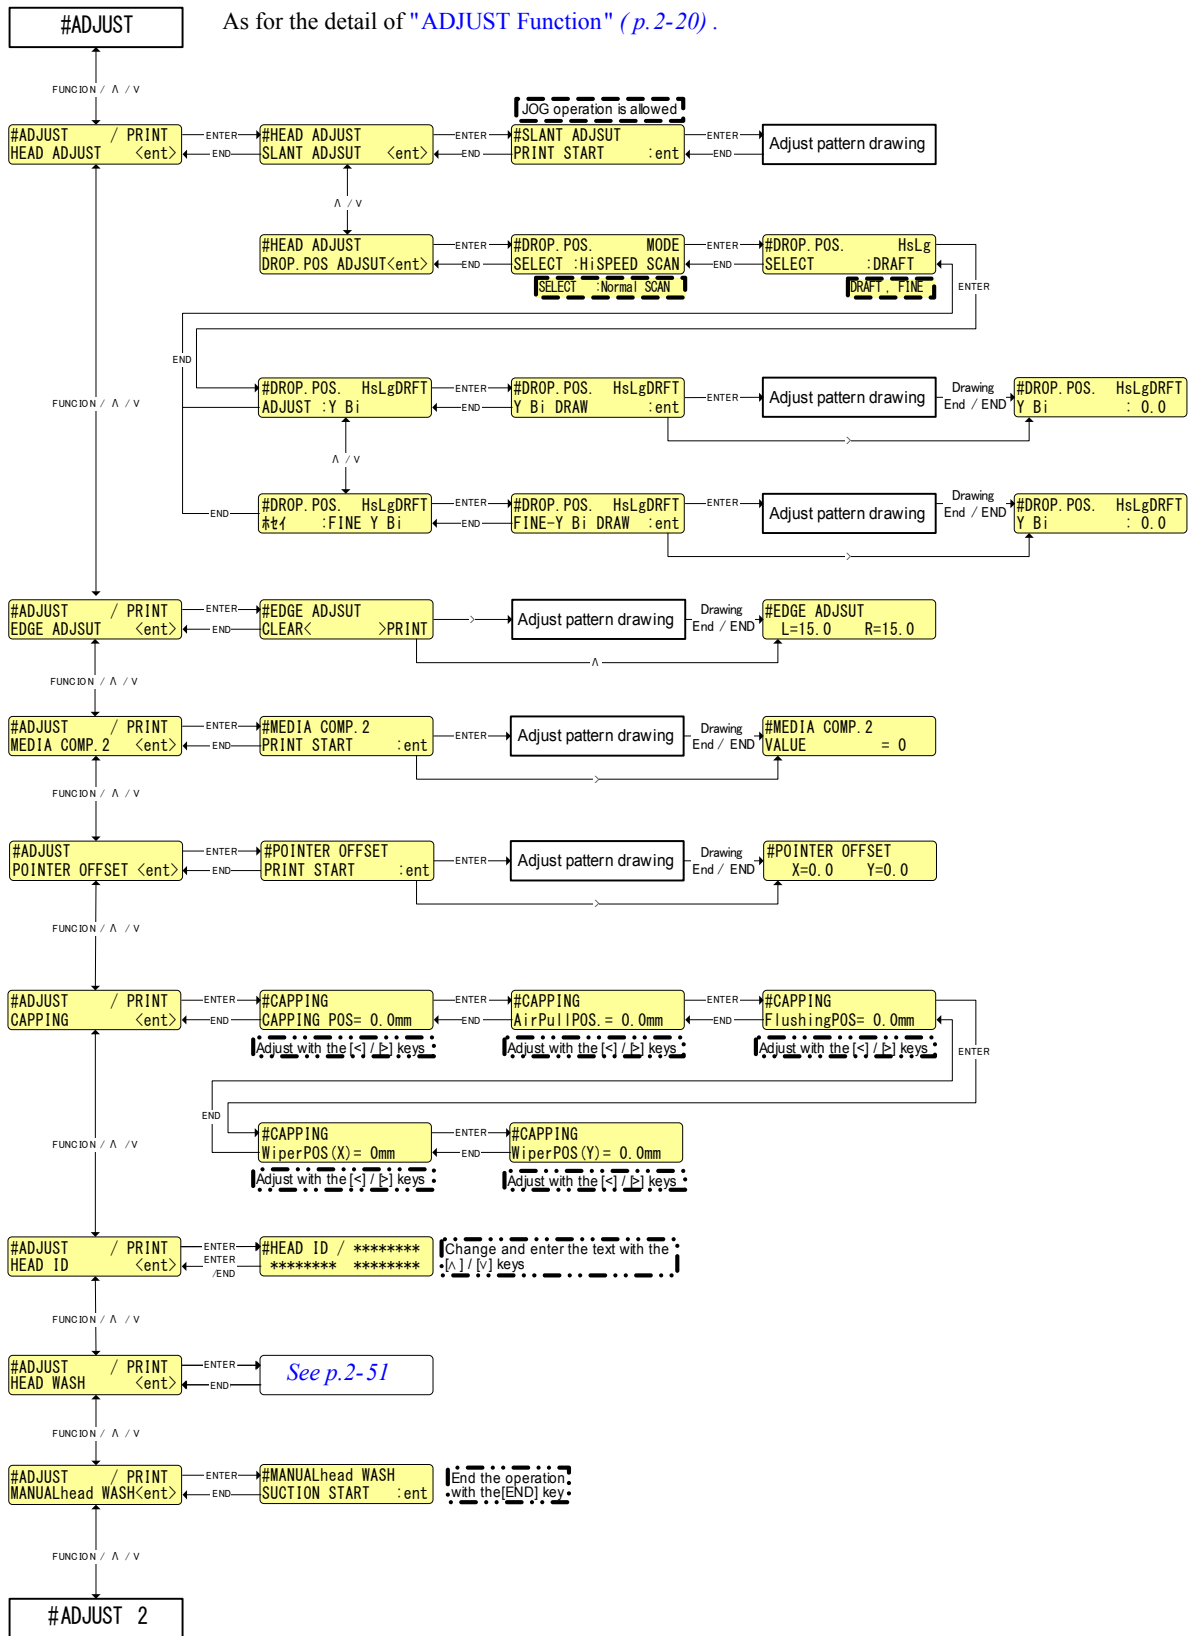 #ADJUST
As for the detail of "ADJUST Function" ( p.2-20) .
FUNCION / Λ / V
JOG operation is allowed
#ADJUST / PRINT
HEAD ADJUST <ent>
ENTER
END
#HEAD ADJUST
SLANT ADJSUT <ent>
ENTER
END
#SLANT ADJSUT
PRINT START :ent
ENTER
END
Adjust pattern drawing
Λ / V
#HEAD ADJUST
DROP.POS ADJSUT<ent>
ENTER
END
#DROP.POS. MODE
SELECT :HiSPEED SCAN
ENTER
END
#DROP.POS. HsLg
SELECT :DRAFT
SELECT :Normal SCAN
DRAFT, FINE
ENTER
END
FUNCION / Λ / V
#DROP.POS. HsLgDRFT
ADJUST :Y Bi
ENTER
END
#DROP.POS. HsLgDRFT
Y Bi DRAW :ent
ENTER
Adjust pattern drawing
Drawing
End / END
#DROP.POS. HsLgDRFT
Y Bi : 0.0
>
Λ / V
END
#DROP.POS. HsLgDRFT
ホセイ :FINE Y Bi
ENTER
END
#DROP.POS. HsLgDRFT
FINE-Y Bi DRAW :ent
ENTER
Adjust pattern drawing
Drawing
End / END
#DROP.POS. HsLgDRFT
Y Bi : 0.0
>
#ADJUST / PRINT
EDGE ADJSUT <ent>
ENTER
END
#EDGE ADJSUT
CLEAR< >PRINT
>
Adjust pattern drawing
Drawing
End / END
#EDGE ADJSUT
L=15.0 R=15.0
Λ
FUNCION / Λ / V
#ADJUST / PRINT
MEDIA COMP.2 <ent>
ENTER
END
#MEDIA COMP.2
PRINT START :ent
ENTER
Adjust pattern drawing
Drawing
End / END
#MEDIA COMP.2
VALUE = 0
>
FUNCION / Λ / V
#ADJUST
POINTER OFFSET <ent>
ENTER
END
#POINTER OFFSET
PRINT START :ent
ENTER
Adjust pattern drawing
Drawing
End / END
#POINTER OFFSET
X=0.0 Y=0.0
>
FUNCION / Λ / V
#ADJUST / PRINT
CAPPING <ent>
ENTER
END
#CAPPING
CAPPING POS= 0.0mm
ENTER
END
#CAPPING
AirPullPOS.= 0.0mm
ENTER
END
#CAPPING
FlushingPOS= 0.0mm
Adjust with the [<] / [>] keys
Adjust with the [<] / [>] keys
Adjust with the [<] / [>] keys
ENTER
END
FUNCION / Λ / V
#CAPPING
WiperPOS(X)= 0mm
ENTER
END
#CAPPING
WiperPOS(Y)= 0.0mm
Adjust with the [<] / [>] keys
Adjust with the [<] / [>] keys
#ADJUST / PRINT
HEAD ID <ent>
ENTER
ENTER
/END
#HEAD ID / ********
******** ********
Change and enter the text with the
[Λ] / [V] keys
FUNCION / Λ / V
#ADJUST / PRINT
HEAD WASH <ent>
ENTER
END
See p.2-51
FUNCION / Λ / V
#ADJUST / PRINT
MANUALhead WASH<ent>
ENTER
END
#MANUALhead WASH
SUCTION START :ent
End the operation
with the[END] key
FUNCION / Λ / V
#ADJUST 2